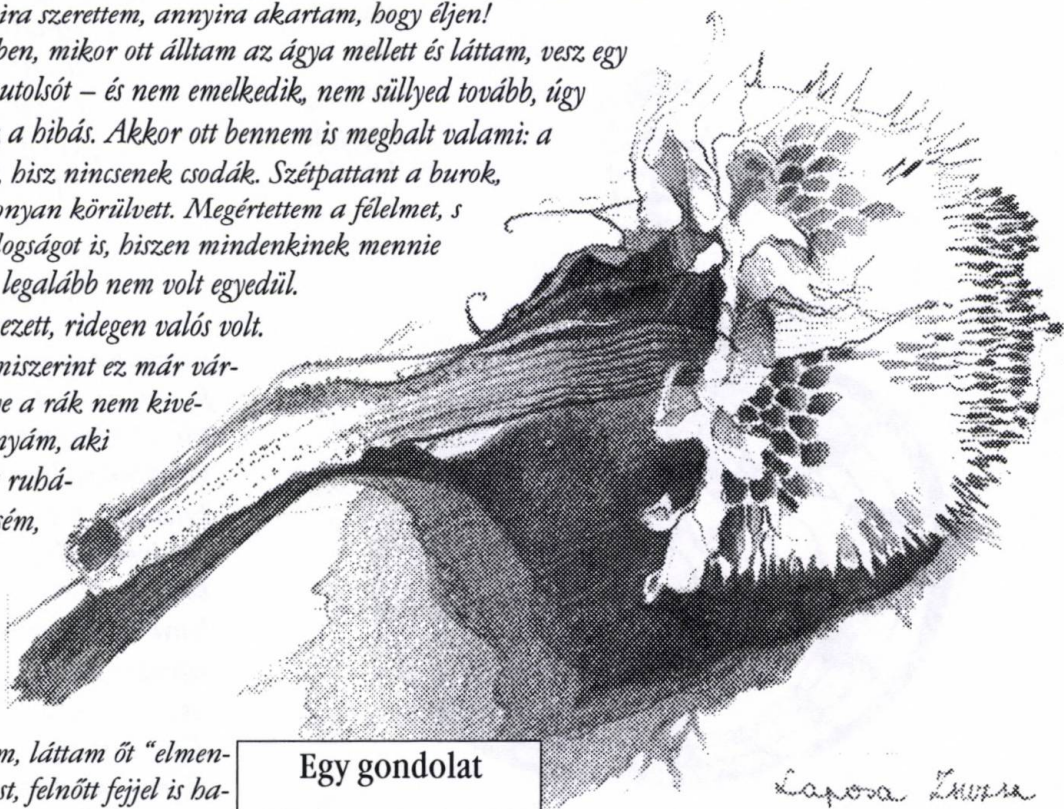 ira szerettem, annyira akartam, hogy éljen!
ben, mikor ott álltam az ágya mellett és láttam, vesz egy
utolsót – és nem emelkedik, nem süllyed tovább, úgy
a hibás. Akkor ott bennem is meghalt valami: a
, hisz nincsenek csodák. Szétpattant a burok,
onyan körülvett. Megértettem a félelmet, s
logságot is, hiszen mindenkinek mennie
legalább nem volt egyedül.
ezett, ridegen valós volt.
niszerint ez már vár-
e a rák nem kivé-
nyám, aki
ruhá-
sém,
m, láttam őt “elmen-
st, felnőtt fejjel is ha-
Egy gondolat
Laposa Zsuzsa